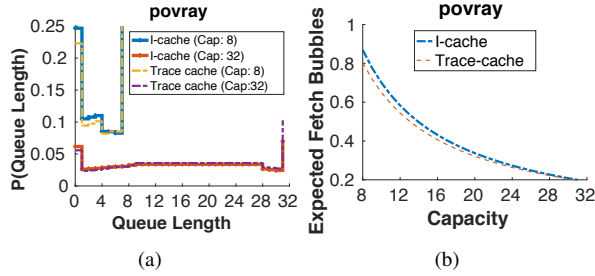 povray
P(Queue Length)
0.25
0.2
0.15
0.1
0.05
0
I-cache (Cap: 8)
I-cache (Cap: 32)
Trace cache (Cap: 8)
Trace cache (Cap:32)
0 4 8 12 16 20 24 28 32
Queue Length
(a)
povray
Expected Fetch Bubbles
1
0.8
0.6
0.4
0.2
I-cache
Trace-cache
8 12 16 20 24 28 32
Capacity
(b)